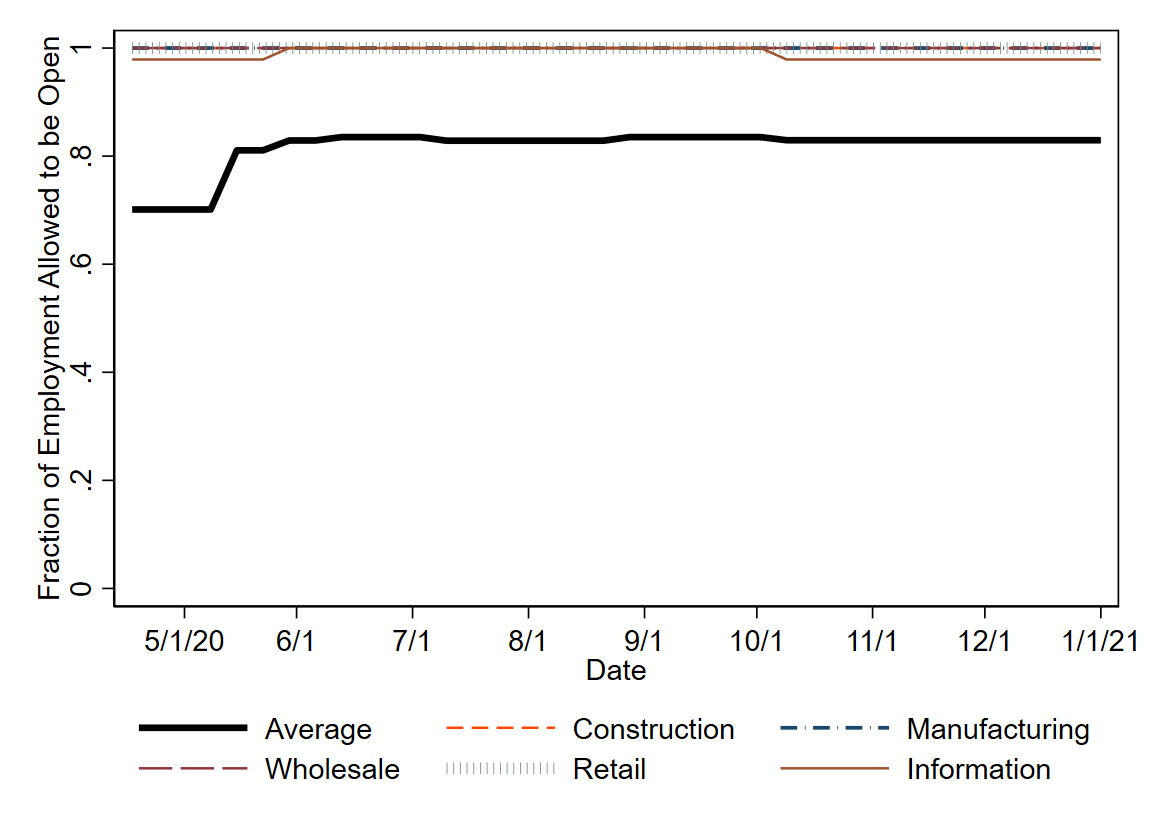 Fraction of Employment Allowed to be Open
1
.8
.6
.4
.2
0
5/1/20 6/1 7/1 8/1 9/1 10/1 11/1 12/1 1/1/21
Date
Average Construction Manufacturing
Wholesale Retail Information